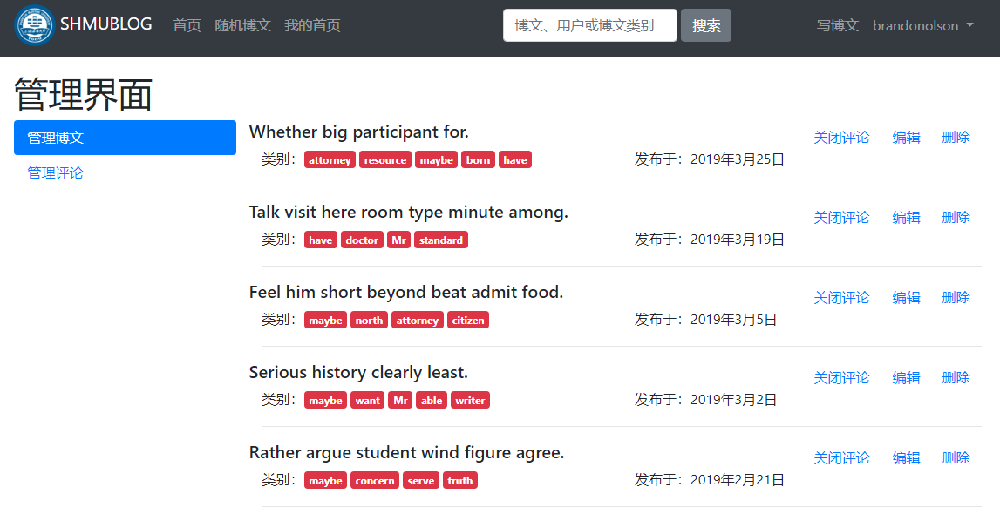 SHMUBLOG 首页 随机博文 我的首页 博文、用户或博文类别 搜索 写博文 brandonolson
管理界面
管理博文
管理评论
Whether big participant for. 关闭评论 编辑 删除
类别： attorney resource maybe born have 发布于：2019年3月25日
Talk visit here room type minute among. 关闭评论 编辑 删除
类别： have doctor Mr standard 发布于：2019年3月19日
Feel him short beyond beat admit food. 关闭评论 编辑 删除
类别： maybe north attorney citizen 发布于：2019年3月5日
Serious history clearly least. 关闭评论 编辑 删除
类别： maybe want Mr able writer 发布于：2019年3月2日
Rather argue student wind figure agree. 关闭评论 编辑 删除
类别： maybe concern serve truth 发布于：2019年2月21日